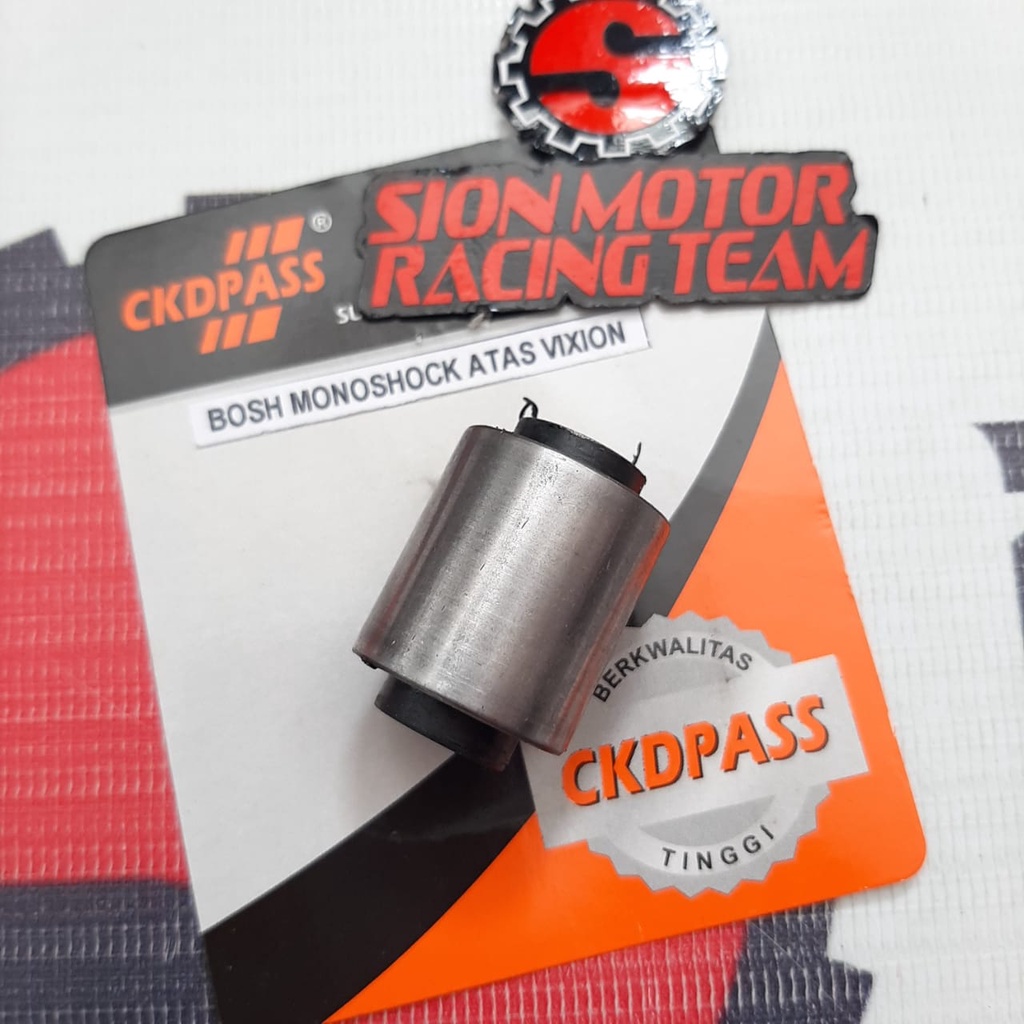 S
SION MOTOR
RACING TEAM
CKDPASS®
BOSH MONOSHOCK ATAS VIXION
BERKWALITAS
CKDPASS
TINGGI